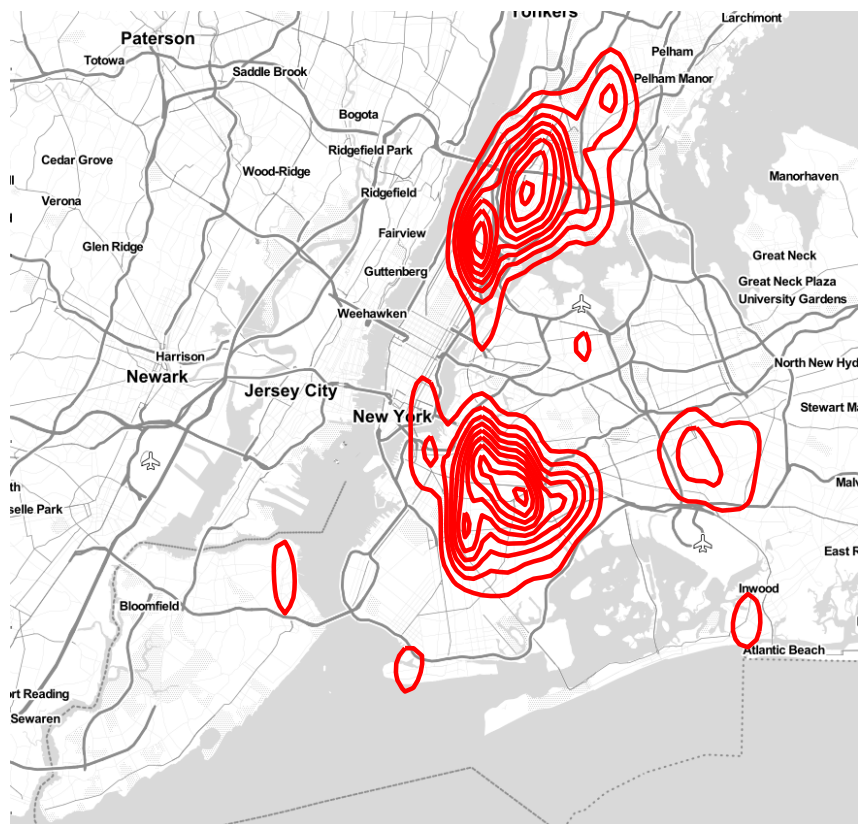 Yonkers
Larchmont
Paterson
Totowa
Pelham
Saddle Brook
Pelham Manor
Bogota
Ridgefield Park
Cedar Grove
Wood-Ridge
Manorhaven
Verona
Ridgefield
Fairview
Glen Ridge
Great Neck
Guttenberg
Great Neck Plaza
University Gardens
Weehawken
Harrison
North New Hyd
Newark
Jersey City
Stewart Ma
New York
Malv
th
selle Park
East R
Inwood
Bloomfield
Atlantic Beach
ort Reading
Sewaren